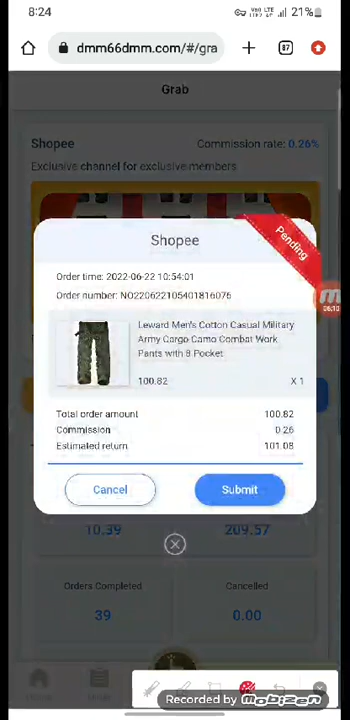 8:24
21%
dmm66dmm.com/#/gra
87
Grab
Shopee
Commission rate: 0.26%
Exclusive channel for exclusive members
Shopee
Pending
Order time: 2022-06-22 10:54:01
Order number: NO220622105401816076
Leward Men's Cotton Casual Military
Army Cargo Camo Combat Work
Pants with 8 Pocket
100.82
X 1
Total order amount
100.82
Commission
0.26
Estimated return
101.08
Cancel
Submit
10.39
209.57
Orders Completed
Cancelled
39
0.00
Recorded by mobizen